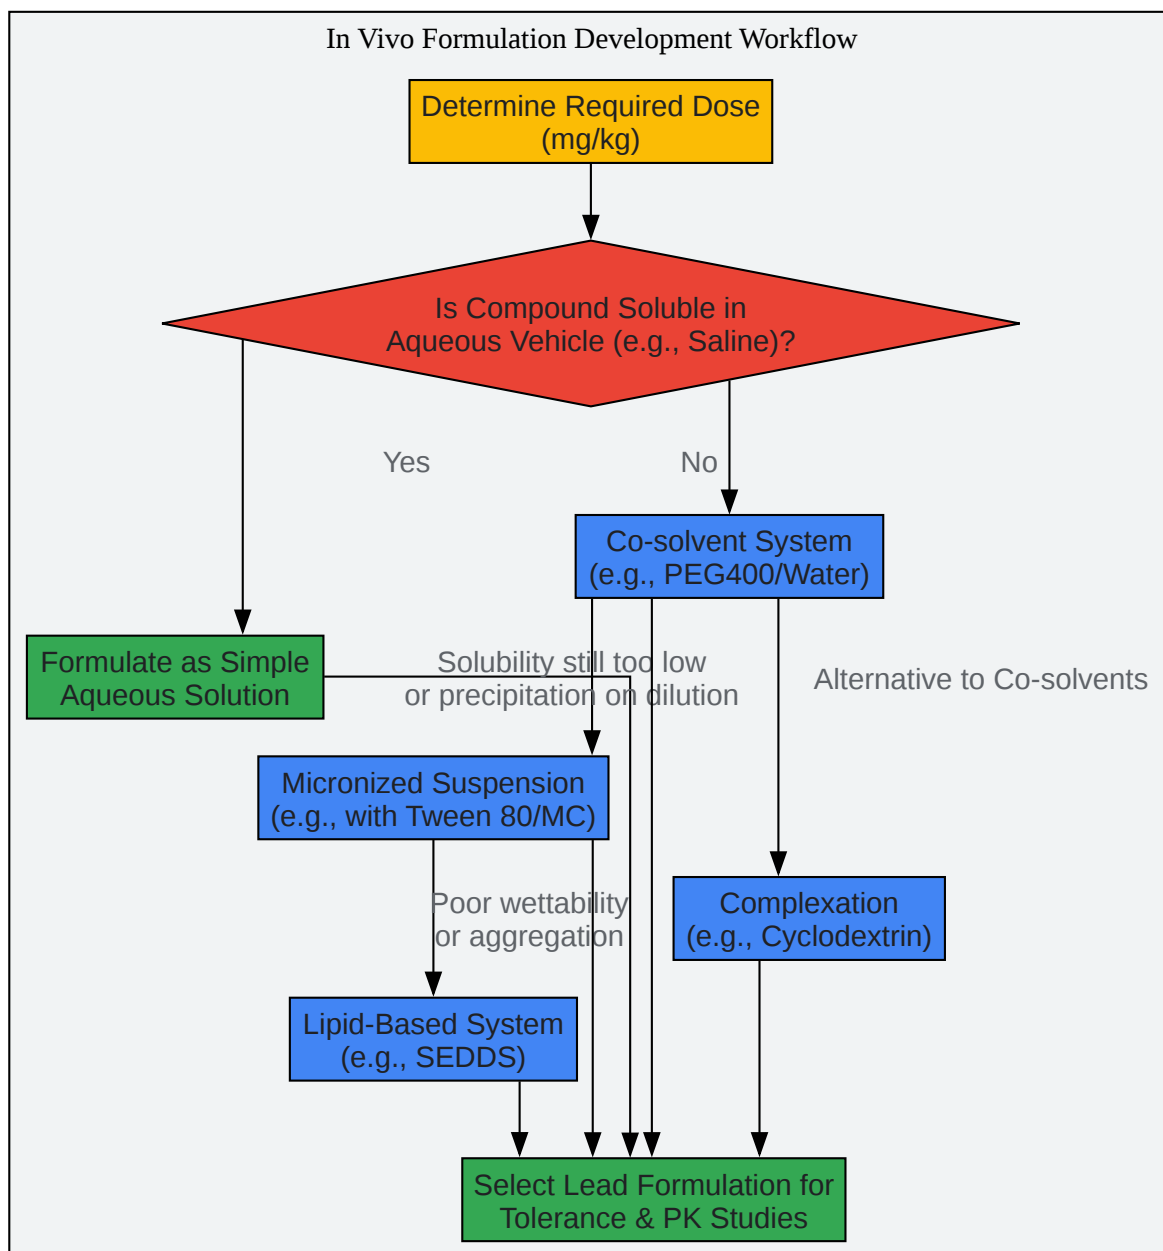 In Vivo Formulation Development Workflow
Determine Required Dose
(mg/kg)
Is Compound Soluble in
Aqueous Vehicle (e.g., Saline)?
Yes
No
Co-solvent System
(e.g., PEG400/Water)
Formulate as Simple
Aqueous Solution
Solubility still too low
or precipitation on dilution
Alternative to Co-solvents
Micronized Suspension
(e.g., with Tween 80/MC)
Poor wettability
or aggregation
Complexation
(e.g., Cyclodextrin)
Lipid-Based System
(e.g., SEDDS)
Select Lead Formulation for
Tolerance & PK Studies